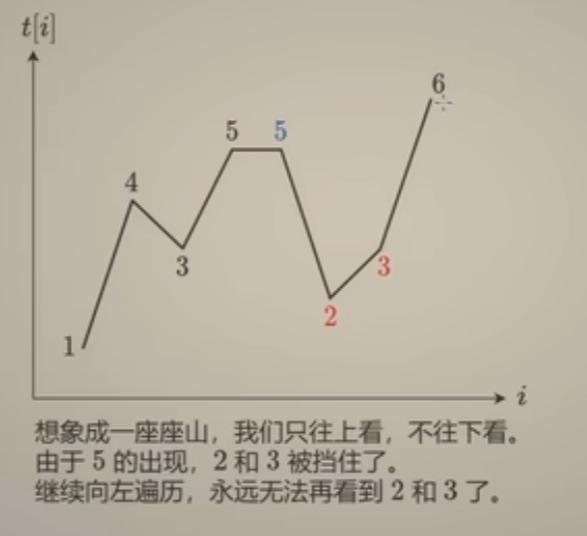 t[i]
6
5 5
4
3 3
2
1
i
想象成一座座山，我们只往上看，不往下看。
由于 5 的出现，2 和 3 被挡住了。
继续向左遍历，永远无法再看到 2 和 3 了。